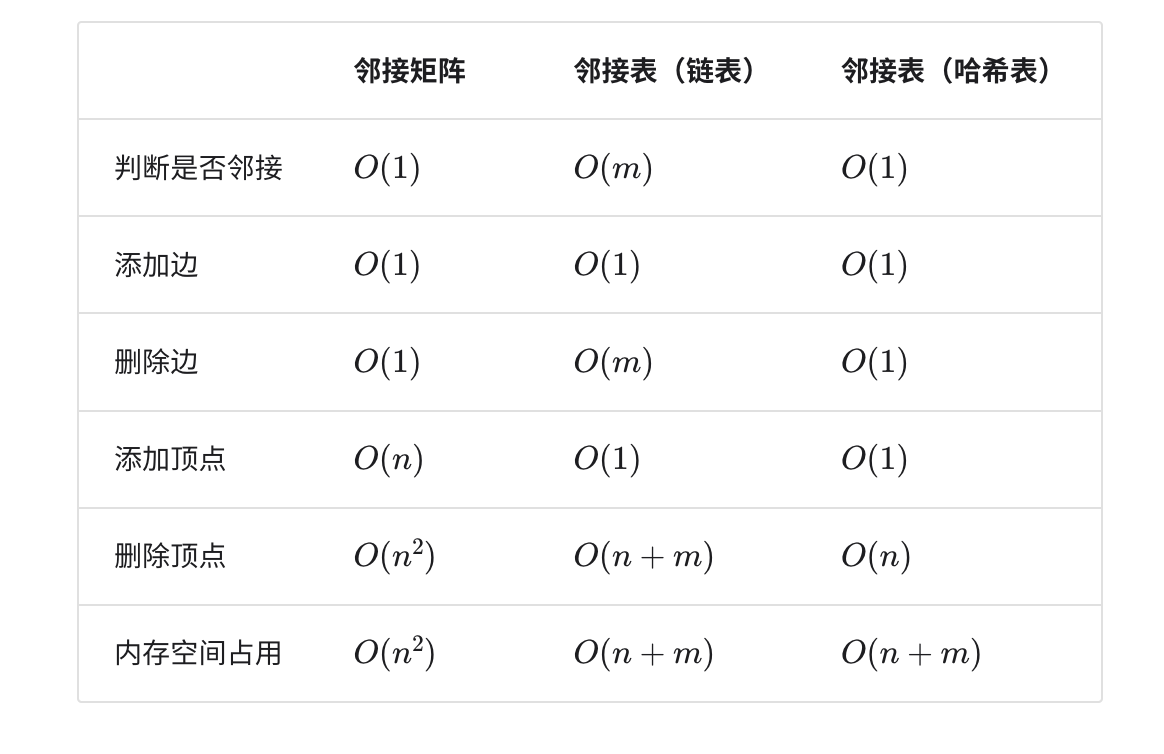 邻接矩阵 邻接表（链表） 邻接表（哈希表）
判断是否邻接 O(1) O(m) O(1)
添加边 O(1) O(1) O(1)
删除边 O(1) O(m) O(1)
添加顶点 O(n) O(1) O(1)
删除顶点 O(n²) O(n + m) O(n)
内存空间占用 O(n²) O(n + m) O(n + m)